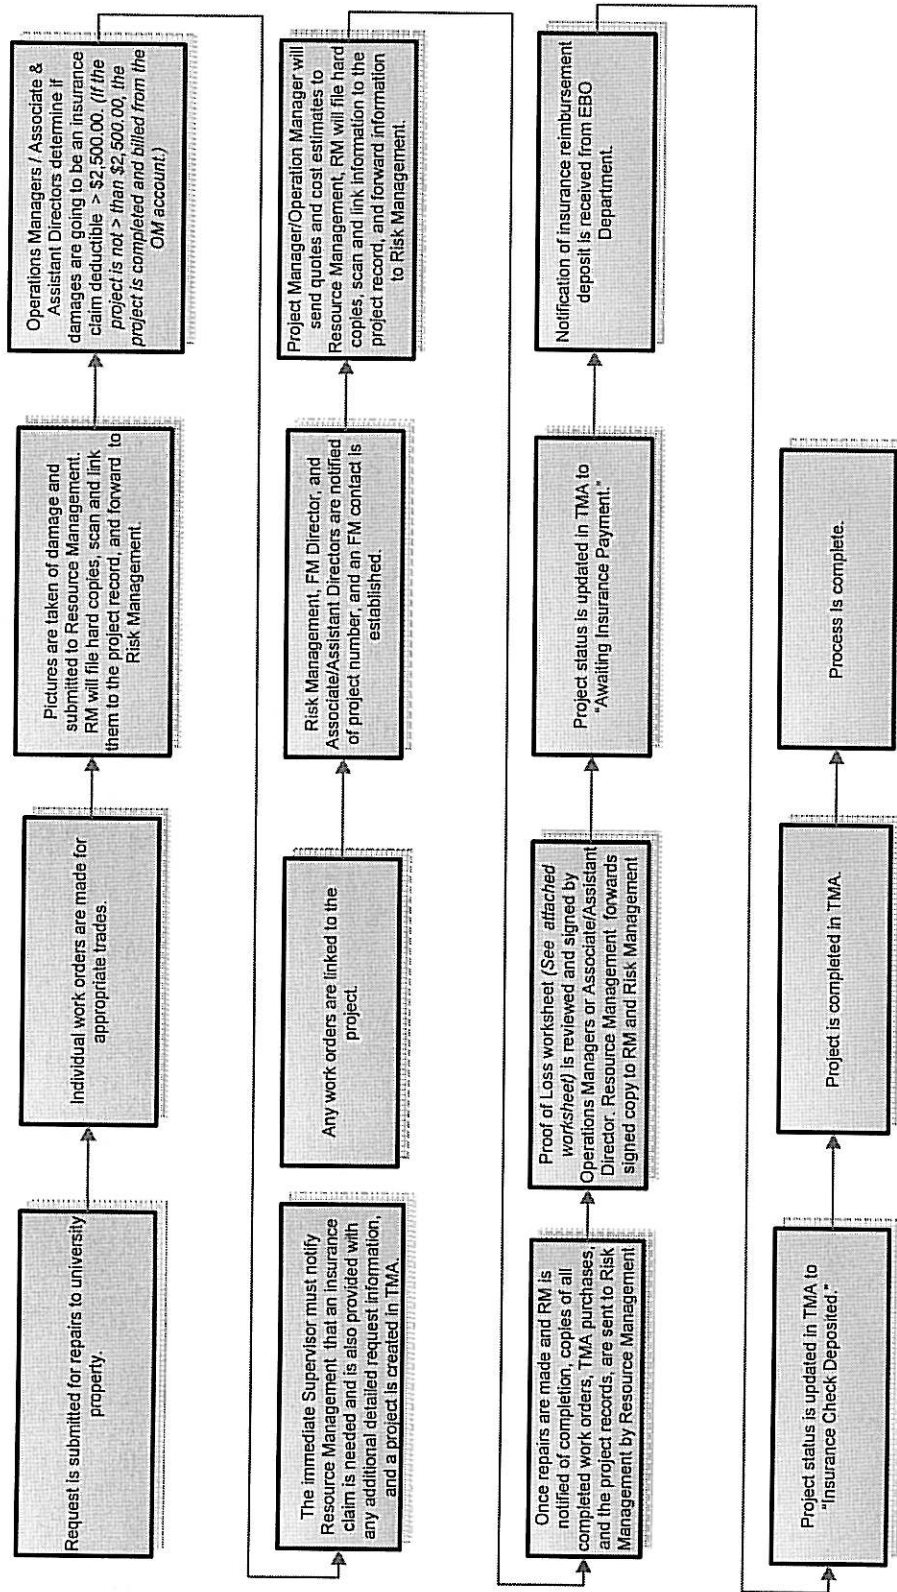 Request is submitted for repairs to university
property.
Individual work orders are made for
appropriate trades.
Pictures are taken of damage and
submitted to Resource Management.
RM will file hard copies, scan and link
them to the project record, and forward to
Risk Management.
Operations Managers / Associate &
Assistant Directors determine if
damages are going to be an insurance
claim deductible > $2,500.00. (If the
project is not > than $2,500.00, the
project is completed and billed from the
OM account.)
The immediate Supervisor must notify
Resource Management that an insurance
claim is needed and is also provided with
any additional detailed request information,
and a project is created in TMA.
Any work orders are linked to the
project.
Risk Management, FM Director, and
Associate/Assistant Directors are notified
of project number, and an FM contact is
established.
Project Manager/Operation Manager will
send quotes and cost estimates to
Resource Management, RM will file hard
copies, scan and link information to the
project record, and forward information
to Risk Management.
Once repairs are made and RM is
notified of completion, copies of all
completed work orders, TMA purchases,
and the project records, are sent to Risk
Management by Resource Management.
Proof of Loss worksheet (See attached
worksheet) is reviewed and signed by
Operations Managers or Associate/Assistant
Director. Resource Management forwards
signed copy to RM and Risk Management
Project status is updated in TMA to
“Awaiting Insurance Payment.”
Notification of insurance reimbursement
deposit is received from EBO
Department.
Project status is updated in TMA to
“Insurance Check Deposited.”
Project is completed in TMA.
Process Is complete.